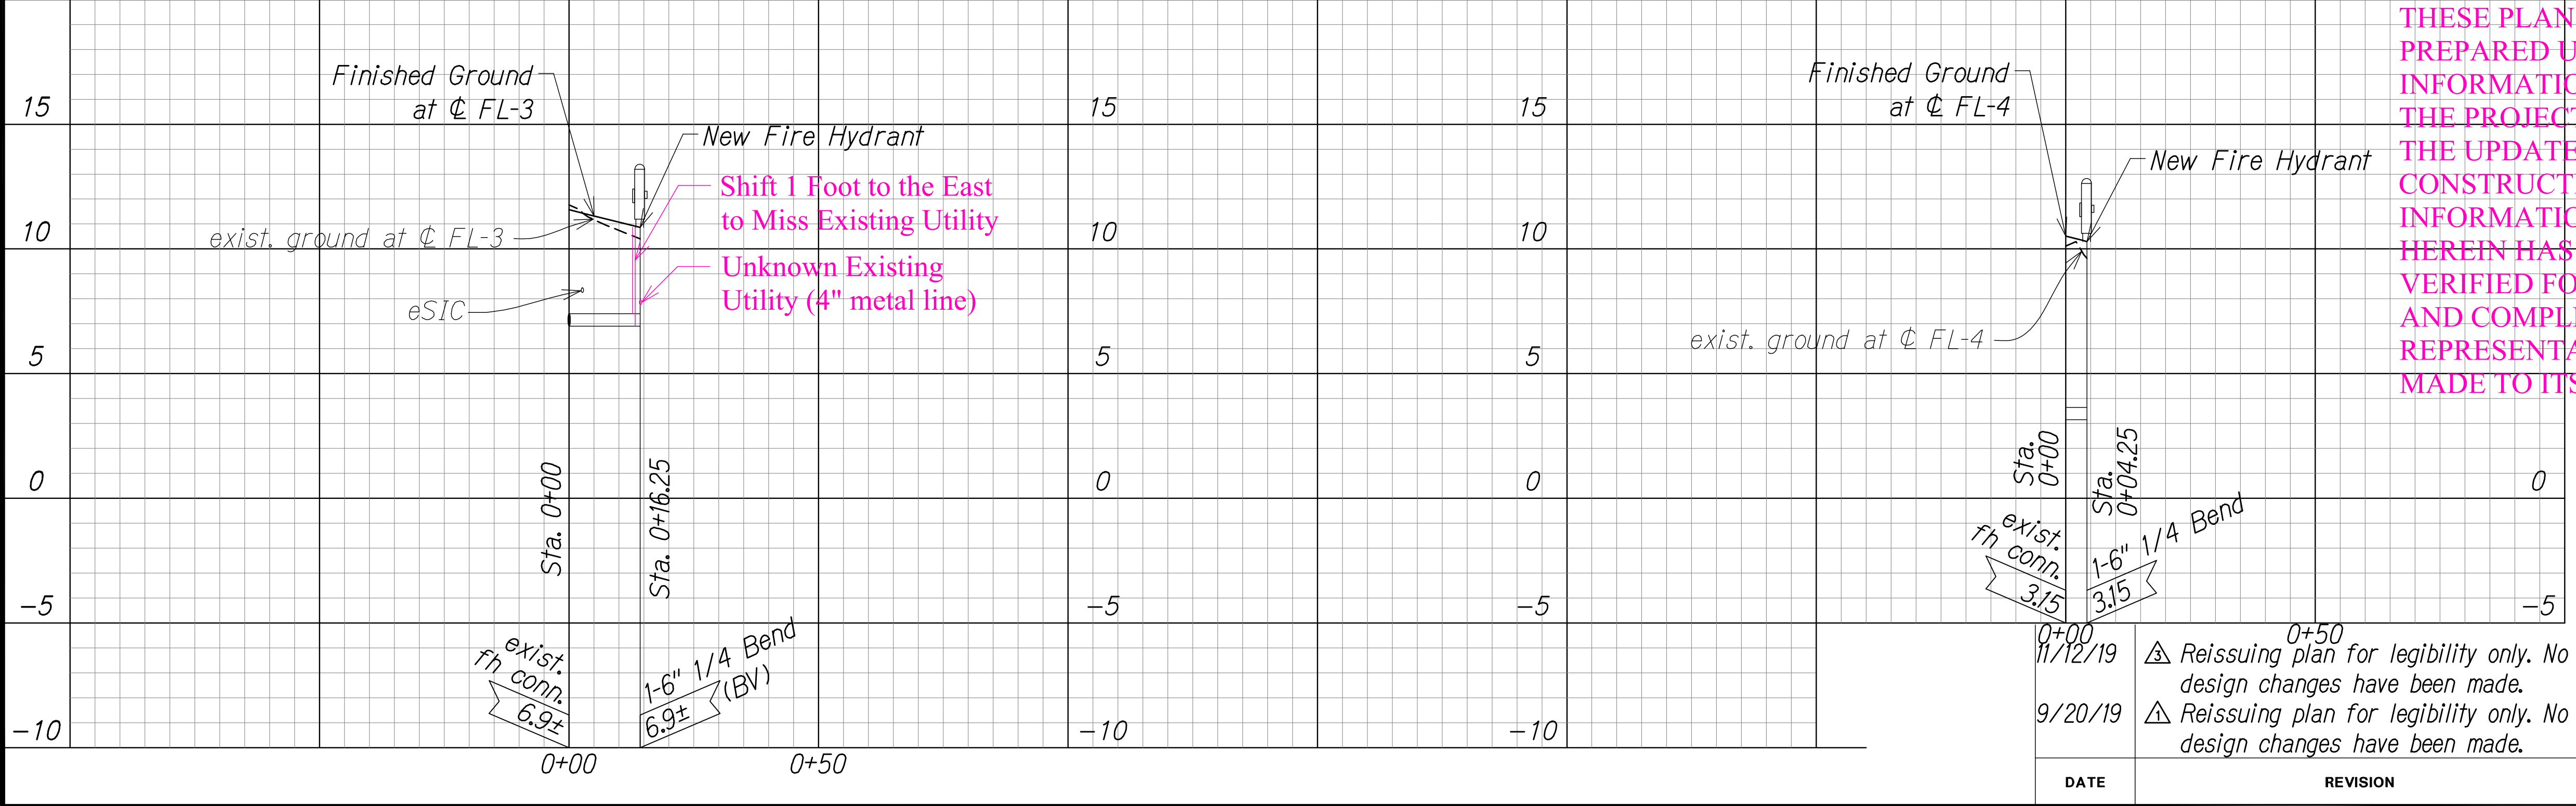 Finished Ground
at ℄ FL-3
15
New Fire Hydrant
Shift 1 Foot to the East
to Miss Existing Utility
10
exist. ground at ℄ FL-3
Unknown Existing
Utility (4" metal line)
eSIC
5
0
Sta. 0+00
Sta. 0+16.25
-5
exist.
fh conn.
6.9±
1-6" 1/4 Bend
(BV)
6.9±
-10
0+00
0+50
15
10
5
0
-5
-10
15
10
5
0
-5
-10
Finished Ground
at ℄ FL-4
New Fire Hydrant
exist. ground at ℄ FL-4
Sta.
0+00
Sta.
0+04.25
exist.
fh conn.
3.15
1-6" 1/4 Bend
3.15
0
-5
0+00
0+50
THESE PLAN
PREPARED U
INFORMATIO
THE PROJECT
THE UPDATE
CONSTRUCT
INFORMATIO
HEREIN HAS
VERIFIED FO
AND COMPL
REPRESENTA
MADE TO ITS
11/12/19 3 Reissuing plan for legibility only. No
design changes have been made.
9/20/19 1 Reissuing plan for legibility only. No
design changes have been made.
DATE REVISION